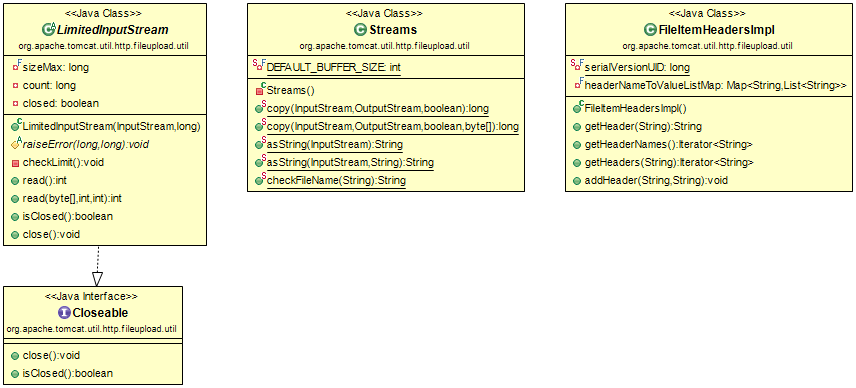 <<Java Class>>
LimitedInputStream
org.apache.tomcat.util.http.fileupload.util
sizeMax: long
count: long
closed: boolean
LimitedInputStream(InputStream,long)
raiseError(long,long):void
checkLimit():void
read():int
read(byte[],int,int):int
isClosed():boolean
close():void
<<Java Interface>>
Closeable
org.apache.tomcat.util.http.fileupload.util
close():void
isClosed():boolean
<<Java Class>>
Streams
org.apache.tomcat.util.http.fileupload.util
DEFAULT_BUFFER_SIZE: int
Streams()
copy(InputStream,OutputStream,boolean):long
copy(InputStream,OutputStream,boolean,byte[]):long
asString(InputStream):String
asString(InputStream,String):String
checkFileName(String):String
<<Java Class>>
FileItemHeadersImpl
org.apache.tomcat.util.http.fileupload.util
serialVersionUID: long
headerNameToValueListMap: Map<String,List<String>>
FileItemHeadersImpl()
getHeader(String):String
getHeaderNames():Iterator<String>
getHeaders(String):Iterator<String>
addHeader(String,String):void